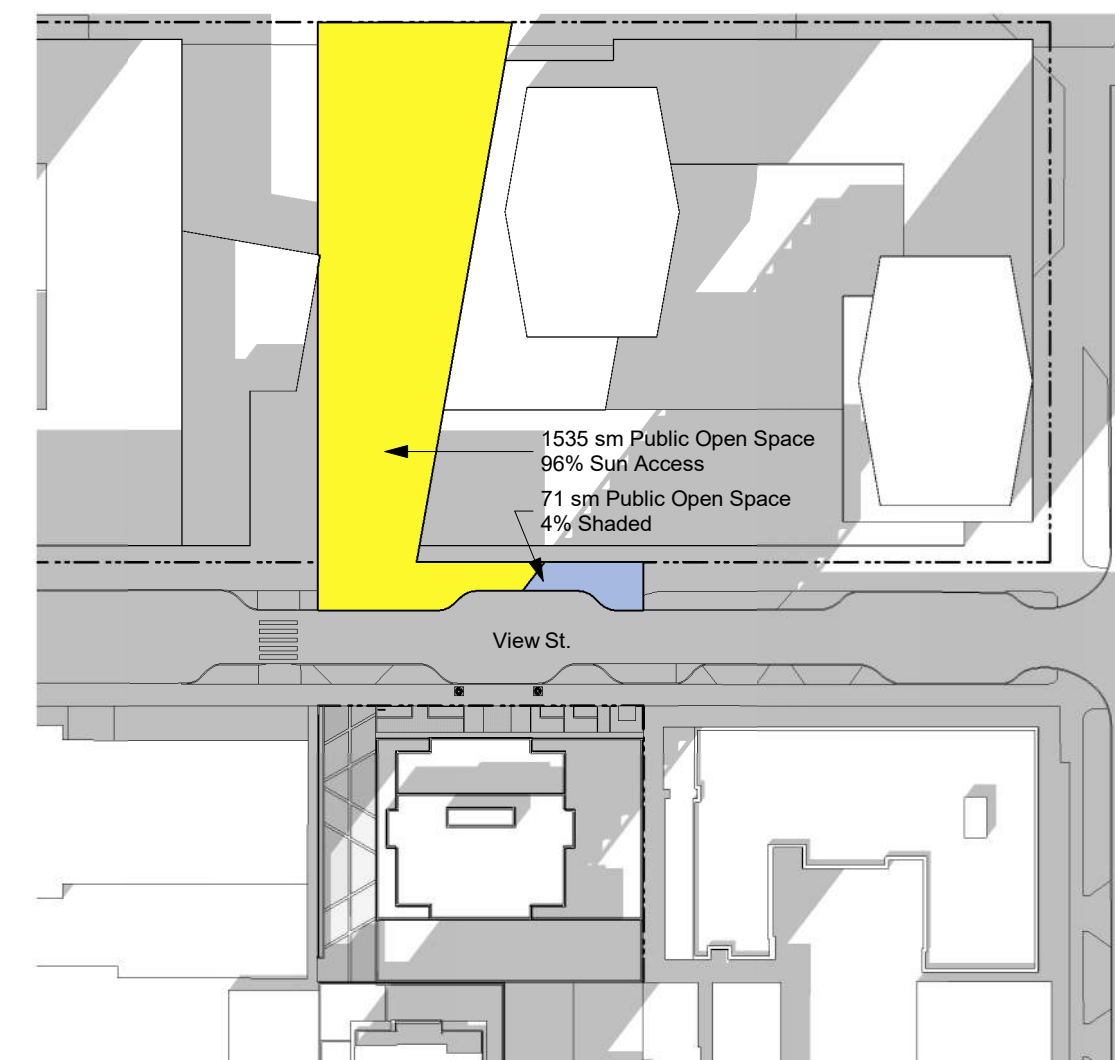 1535 sm Public Open Space
96% Sun Access
71 sm Public Open Space
4% Shaded
View St.